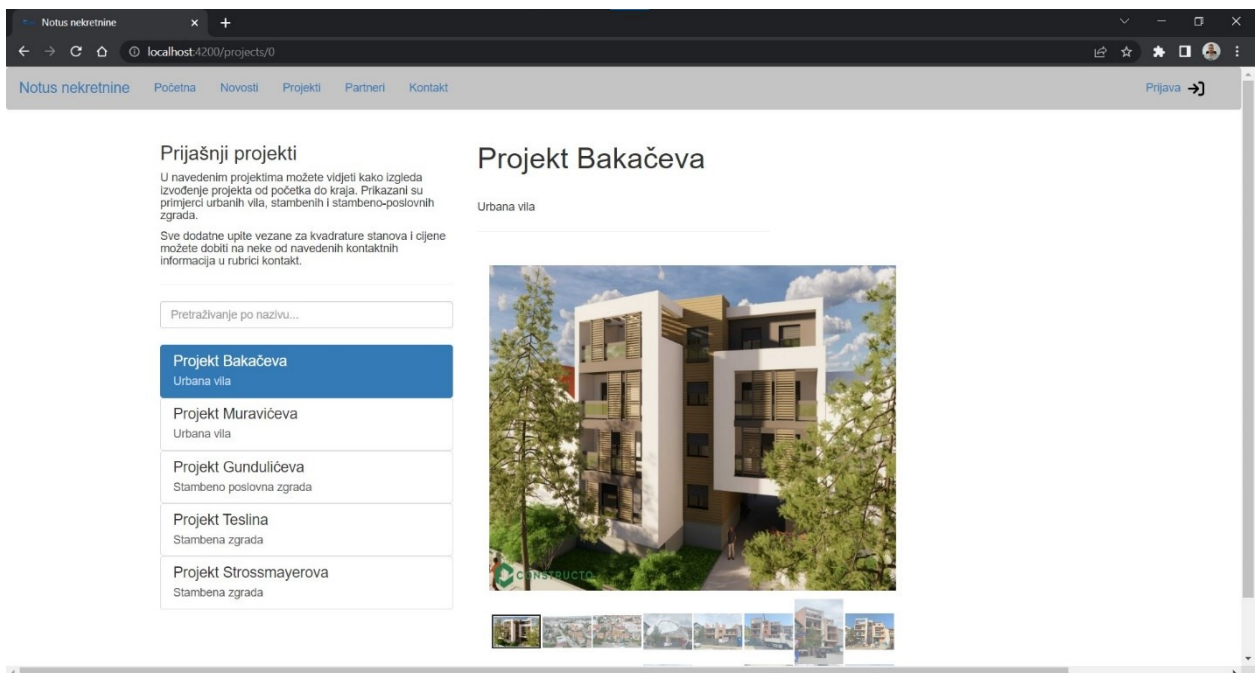 Notus nekretnine
localhost:4200/projects/0
Notus nekretnine
Početna
Novosti
Projekti
Partneri
Kontakt
Prijava
Prijašnji projekti
U navedenim projektima možete vidjeti kako izgleda
izvođenje projekta od početka do kraja. Prikazani su
primjerci urbanih vila, stambenih i stambeno-poslovnih
zgrada.
Sve dodatne upite vezane za kvadrature stanova i cijene
možete dobiti na neke od navedenih kontaktnih
informacija u rubrici kontakt.
Pretraživanje po nazivu...
Projekt Bakačeva
Urbana vila
Projekt Muravićeva
Urbana vila
Projekt Gundulićeva
Stambeno poslovna zgrada
Projekt Teslina
Stambena zgrada
Projekt Strossmayerova
Stambena zgrada
Projekt Bakačeva
Urbana vila
CONSTRUCTO